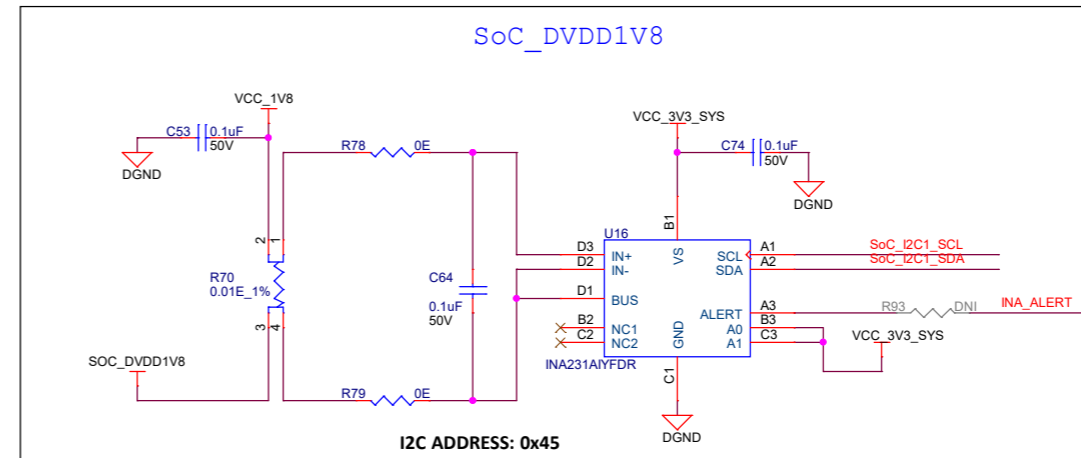 SoC_DVDD1V8
VCC_1V8
C53 0.1uF
50V
DGND
R78 0E
VCC_3V3_SYS
C74 0.1uF
50V
DGND
2 1
R70
0.01E_1%
3 4
SOC_DVDD1V8
C64
0.1uF
50V
R79 0E
U16
B1
VS
D3 IN+
D2 IN-
D1 BUS
B2 NC1
C2 NC2
SCL A1 SoC_I2C1_SCL
SDA A2 SoC_I2C1_SDA
ALERT A3 R93 DNI INA_ALERT
A0 B3
A1 C3
VCC_3V3_SYS
GND
C1
INA231AIYFDR
DGND
I2C ADDRESS: 0x45